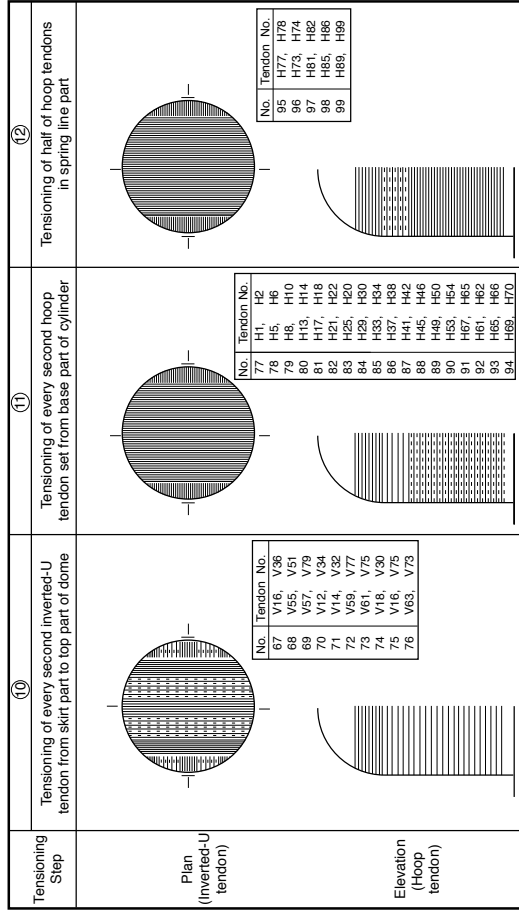 Tensioning
Step
⑩
Tensioning of every second inverted-U
tendon from skirt part to top part of dome
⑪
Tensioning of every second hoop
tendon set from base part of cylinder
⑫
Tensioning of half of hoop tendons
in spring line part
Plan
(Inverted-U
tendon)
Elevation
(Hoop
tendon)
No. Tendon No.
67 V16, V36
68 V55, V51
69 V57, V79
70 V12, V34
71 V14, V32
72 V59, V77
73 V61, V75
74 V18, V30
75 V16, V75
76 V63, V73
No. Tendon No.
77 H1, H2
78 H5, H6
79 H8, H10
80 H13, H14
81 H17, H18
82 H21, H22
83 H25, H20
84 H29, H30
85 H33, H34
86 H37, H38
87 H41, H42
88 H45, H46
89 H49, H50
90 H53, H54
91 H67, H65
92 H61, H62
93 H65, H66
94 H69, H70
No. Tendon No.
95 H77, H78
96 H73, H74
97 H81, H82
98 H85, H86
99 H89, H99